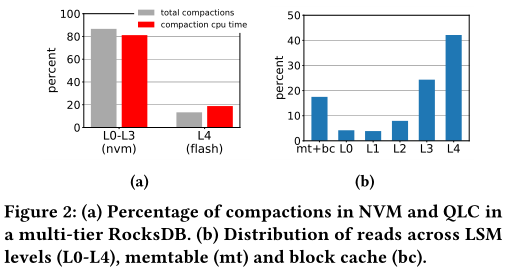 100
80
60
40
20
0
percent
total compactions
compaction cpu time
L0-L3
(nvm)
L4
(flash)
(a)
50
40
30
20
10
0
percent
mt+bc L0 L1 L2 L3 L4
(b)
Figure 2: (a) Percentage of compactions in NVM and QLC in
a multi-tier RocksDB. (b) Distribution of reads across LSM
levels (L0-L4), memtable (mt) and block cache (bc).